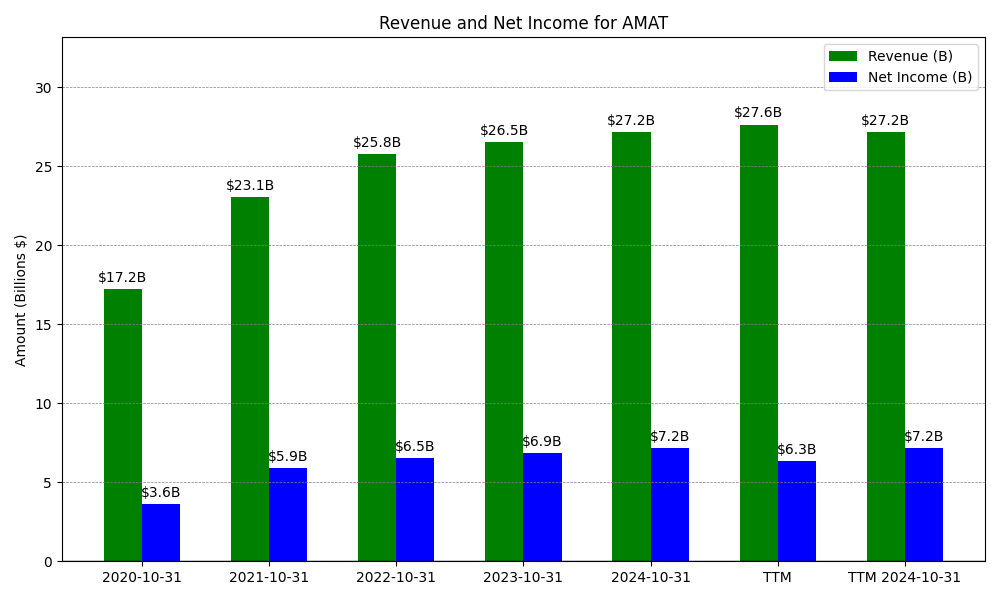 Revenue and Net Income for AMAT
Revenue (B)
Net Income (B)
Amount (Billions $)
30
25
20
15
10
5
0
$17.2B
$3.6B
$23.1B
$5.9B
$25.8B
$6.5B
$26.5B
$6.9B
$27.2B
$7.2B
$27.6B
$6.3B
$27.2B
$7.2B
2020-10-31
2021-10-31
2022-10-31
2023-10-31
2024-10-31
TTM
TTM 2024-10-31